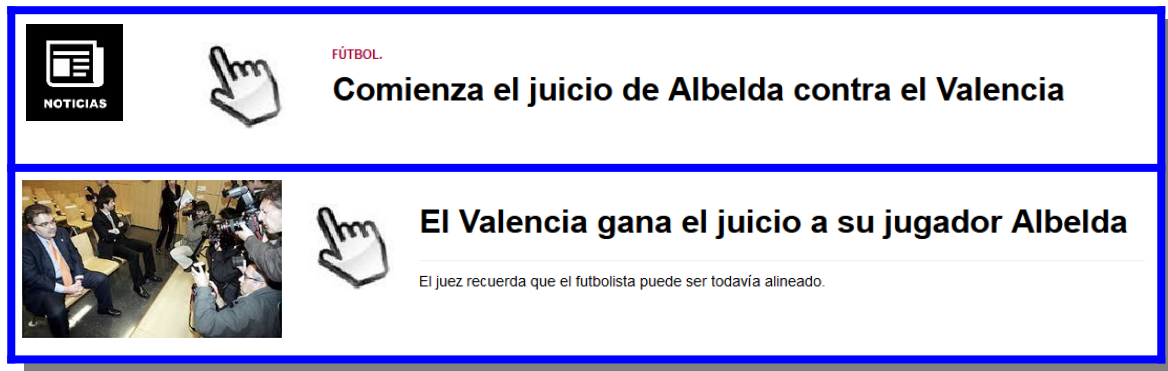 NOTICIAS
FÚTBOL.
Comienza el juicio de Albelda contra el Valencia
El Valencia gana el juicio a su jugador Albelda
El juez recuerda que el futbolista puede ser todavía alineado.